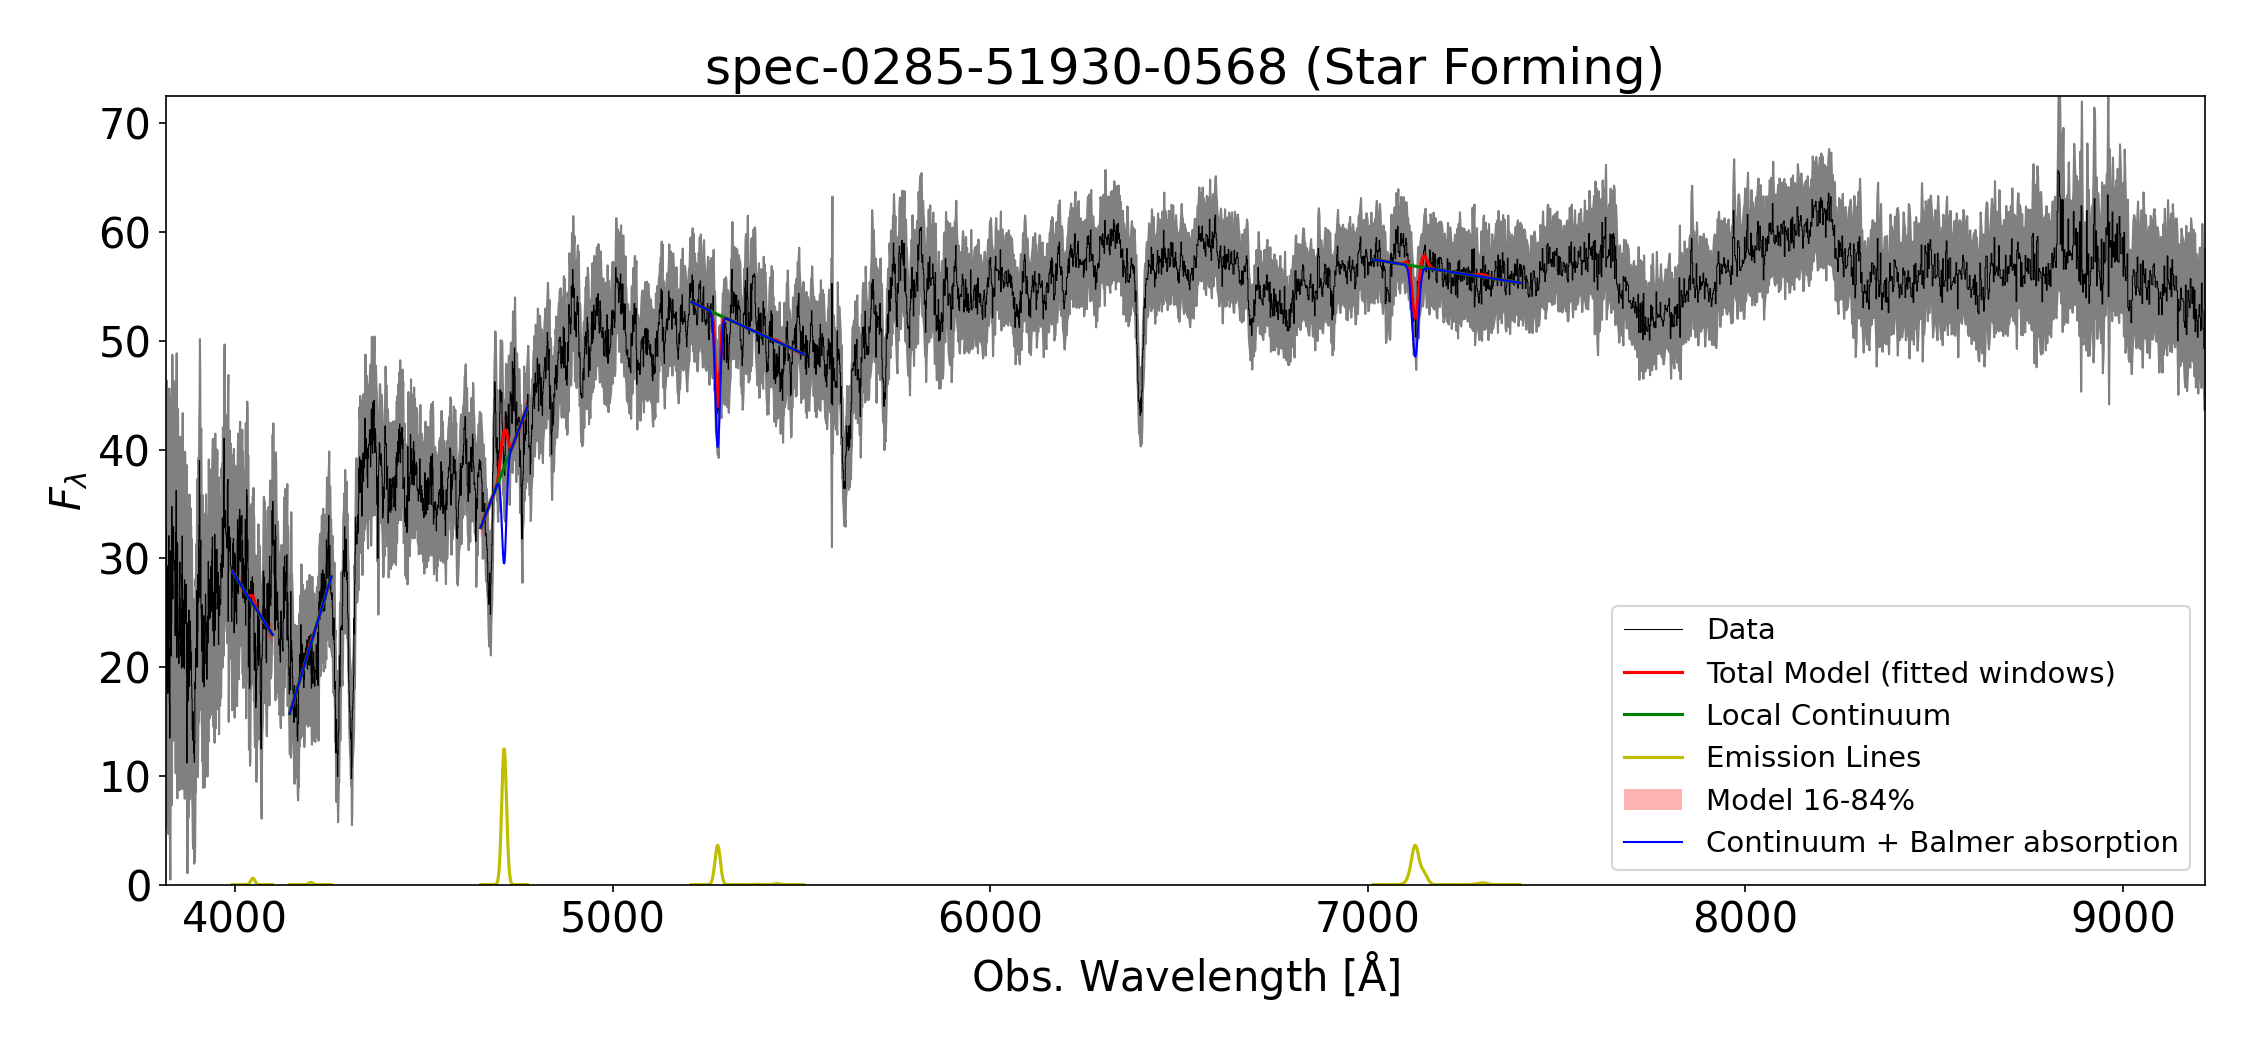 spec-0285-51930-0568 (Star Forming)
70
60
50
40
30
20
10
0
F_λ
4000 5000 6000 7000 8000 9000
Obs. Wavelength [Å]
Data
Total Model (fitted windows)
Local Continuum
Emission Lines
Model 16-84%
Continuum + Balmer absorption